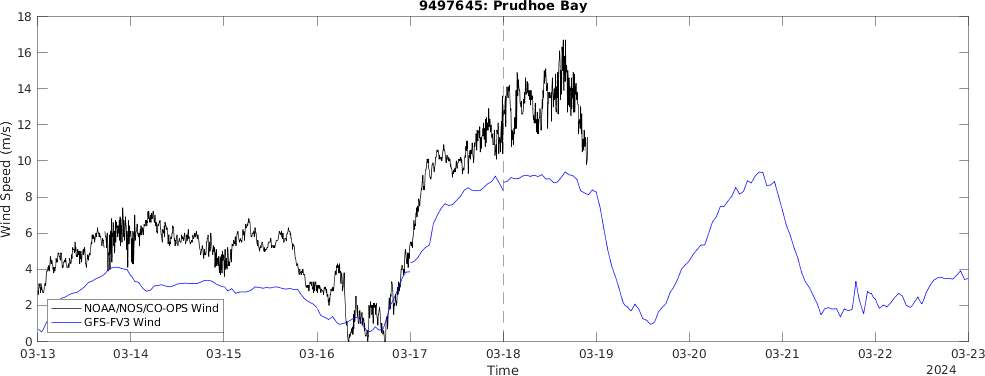 9497645: Prudhoe Bay
18
16
14
12
10
8
6
4
2
0
Wind Speed (m/s)
NOAA/NOS/CO-OPS Wind
GFS-FV3 Wind
03-13 03-14 03-15 03-16 03-17 03-18 03-19 03-20 03-21 03-22 03-23
Time
2024